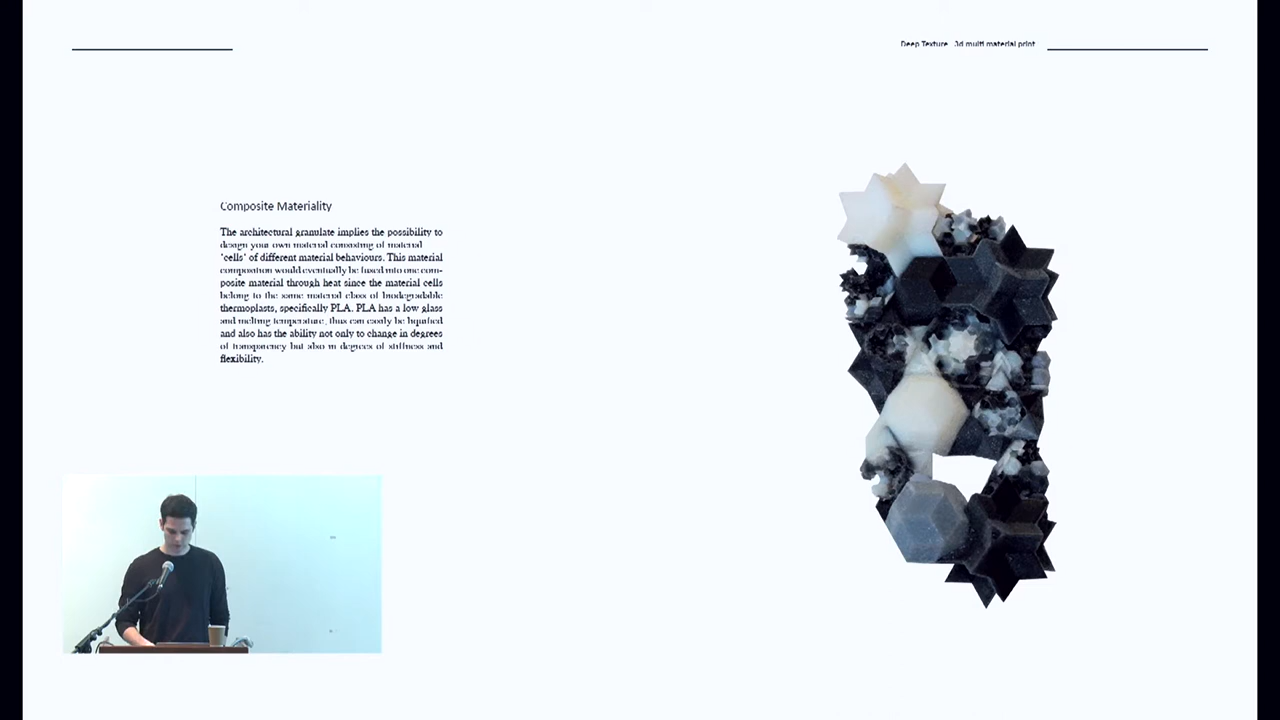 Deep Texture 3d multi material print
Composite Materiality
The architectural granulate implies the possibility to
design your own material consisting of material
'cells' of different material behaviours. This material
composition would eventually be fused into one com-
posite material through heat since the material cells
belong to the same material class of biodegradable
thermoplasts, specifically PLA. PLA has a low glass
and melting temperature, thus can easily be liquified
and also has the ability not only to change in degrees
of transparency but also in degrees of stiffness and
flexibility.